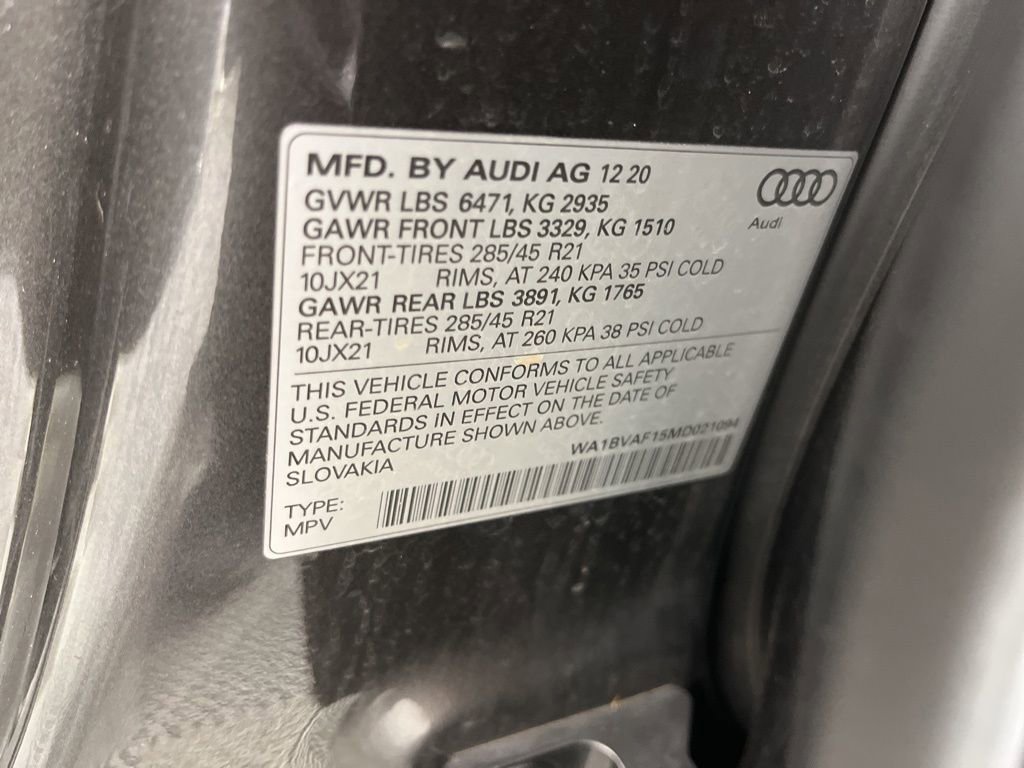 MFD. BY AUDI AG 12 20
GVWR LBS 6471, KG 2935
GAWR FRONT LBS 3329, KG 1510
FRONT-TIRES 285/45 R21
10JX21 RIMS, AT 240 KPA 35 PSI COLD
GAWR REAR LBS 3891, KG 1765
REAR-TIRES 285/45 R21
10JX21 RIMS, AT 260 KPA 38 PSI COLD
Audi
THIS VEHICLE CONFORMS TO ALL APPLICABLE
U.S. FEDERAL MOTOR VEHICLE SAFETY
STANDARDS IN EFFECT ON THE DATE OF
MANUFACTURE SHOWN ABOVE.
SLOVAKIA
WA1BVAF15MD021094
TYPE:
MPV